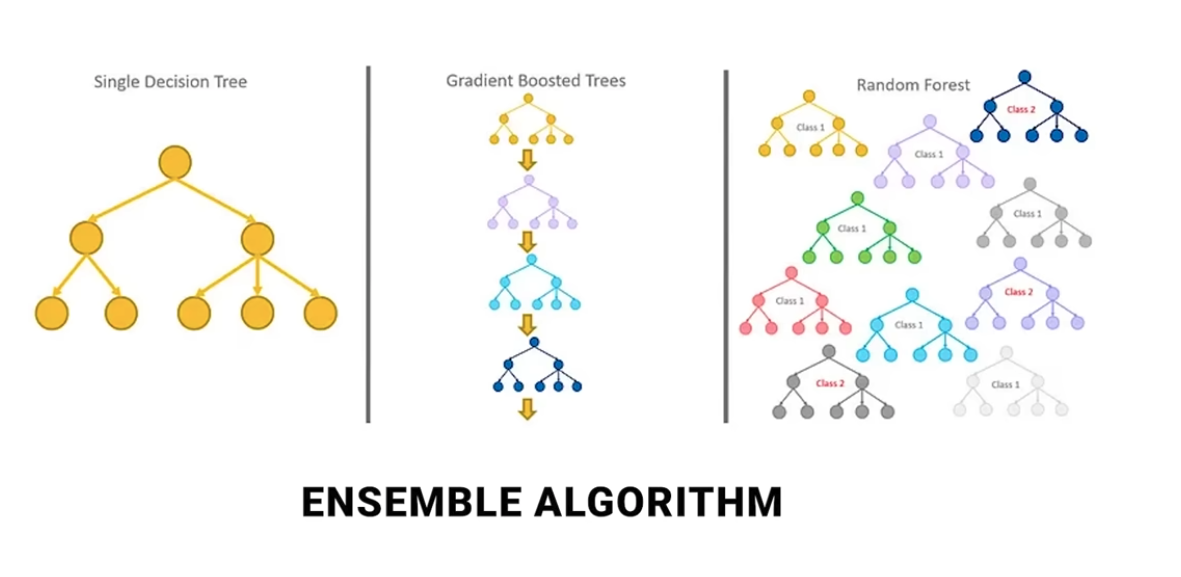 Single Decision Tree
Gradient Boosted Trees
Random Forest
Class 1
Class 2
Class 1
Class 1
Class 1
Class 1
Class 2
Class 1
Class 2
Class 1
ENSEMBLE ALGORITHM